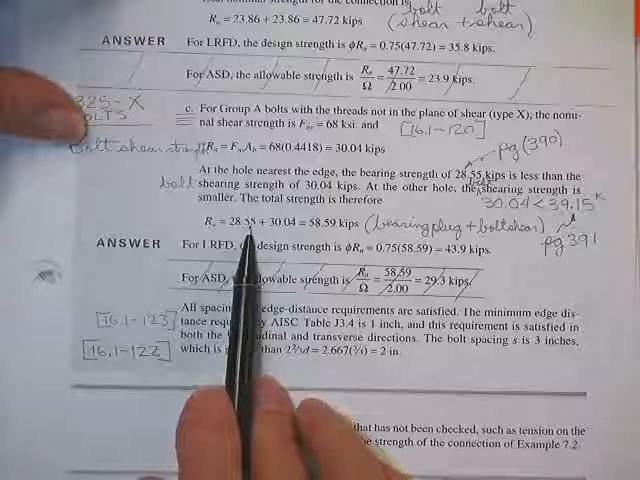 Rn = 23.86 + 23.86 = 47.72 kips
bolt bolt
(shear + shear)
ANSWER For LRFD, the design strength is ϕRn = 0.75(47.72) = 35.8 kips.
For ASD, the allowable strength is Rn/Ω = 47.72/2.00 = 23.9 kips.
325-X
c. For Group A bolts with the threads not in the plane of shear (type X), the nomi-
nal shear strength is Fnv = 68 ksi. and [16.1-120]
Bolt shear strength Rn = FnvAb = 68(0.4418) = 30.04 kips
pg (390)
At the hole nearest the edge, the bearing strength of 28.55 kips is less than the
bolt shearing strength of 30.04 kips. At the other hole, the bolt shearing strength is
smaller. The total strength is therefore 30.04 < 39.15 K
Rn = 28.55 + 30.04 = 58.59 kips (bearing plug + boltshear)
pg 391
ANSWER For LRFD, the design strength is ϕRn = 0.75(58.59) = 43.9 kips.
For ASD, the allowable strength is Rn/Ω = 58.59/2.00 = 29.3 kips.
All spacing edge-distance requirements are satisfied. The minimum edge dis-
[16.1-123] tance by AISC Table J3.4 is 1 inch, and this requirement is satisfied in
both the and transverse directions. The bolt spacing s is 3 inches,
[16.1-122] which is than 2⅔d = 2.667(¾) = 2 in.
that has not been checked, such as tension on the
strength of the connection of Example 7.2.